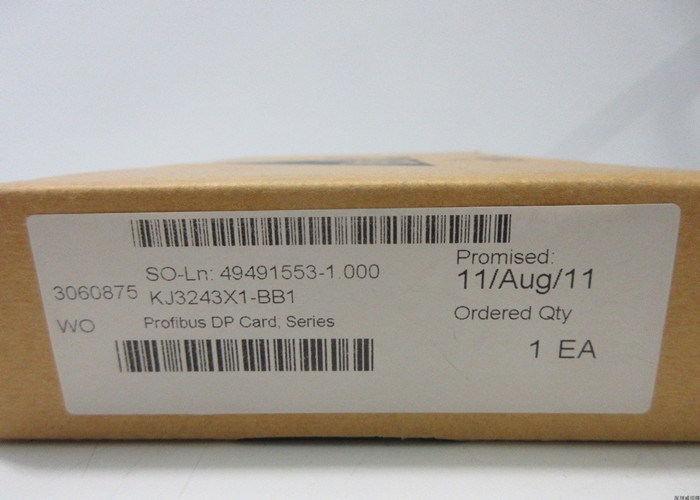 SO-Ln: 49491553-1.000
3060875 KJ3243X1-BB1
WO Profibus DP Card, Series
Promised:
11/Aug/11
Ordered Qty
1 EA